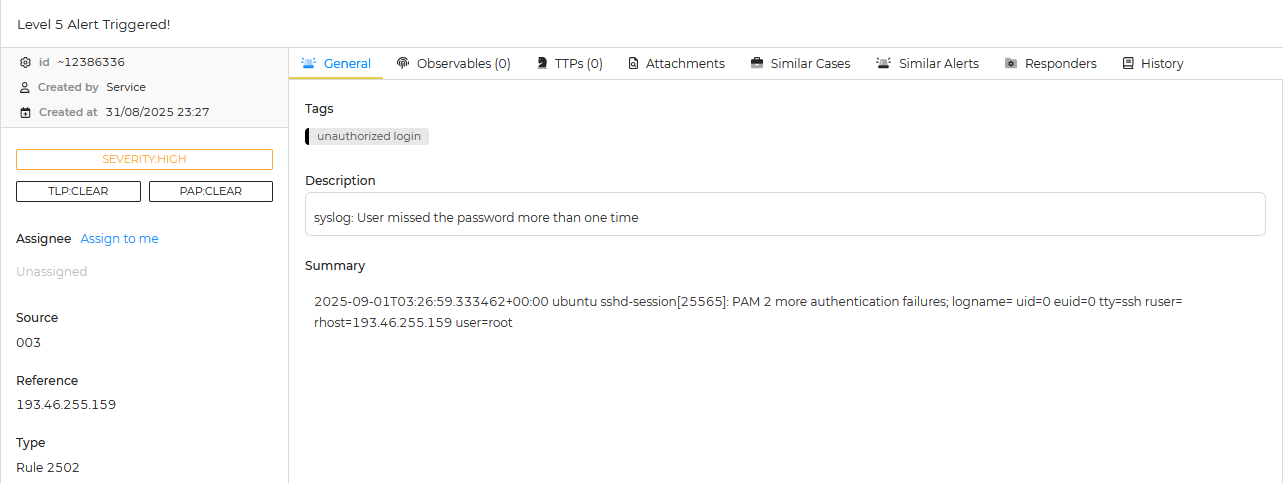 Level 5 Alert Triggered!
id ~12386336
Created by Service
Created at 31/08/2025 23:27
SEVERITY:HIGH
TLP:CLEAR PAP:CLEAR
Assignee Assign to me
Unassigned
Source
003
Reference
193.46.255.159
Type
Rule 2502
General Observables (0) TTPs (0) Attachments Similar Cases Similar Alerts Responders History
Tags
unauthorized login
Description
syslog: User missed the password more than one time
Summary
2025-09-01T03:26:59.333462+00:00 ubuntu sshd-session[25565]: PAM 2 more authentication failures; logname= uid=0 euid=0 tty=ssh ruser=
rhost=193.46.255.159 user=root